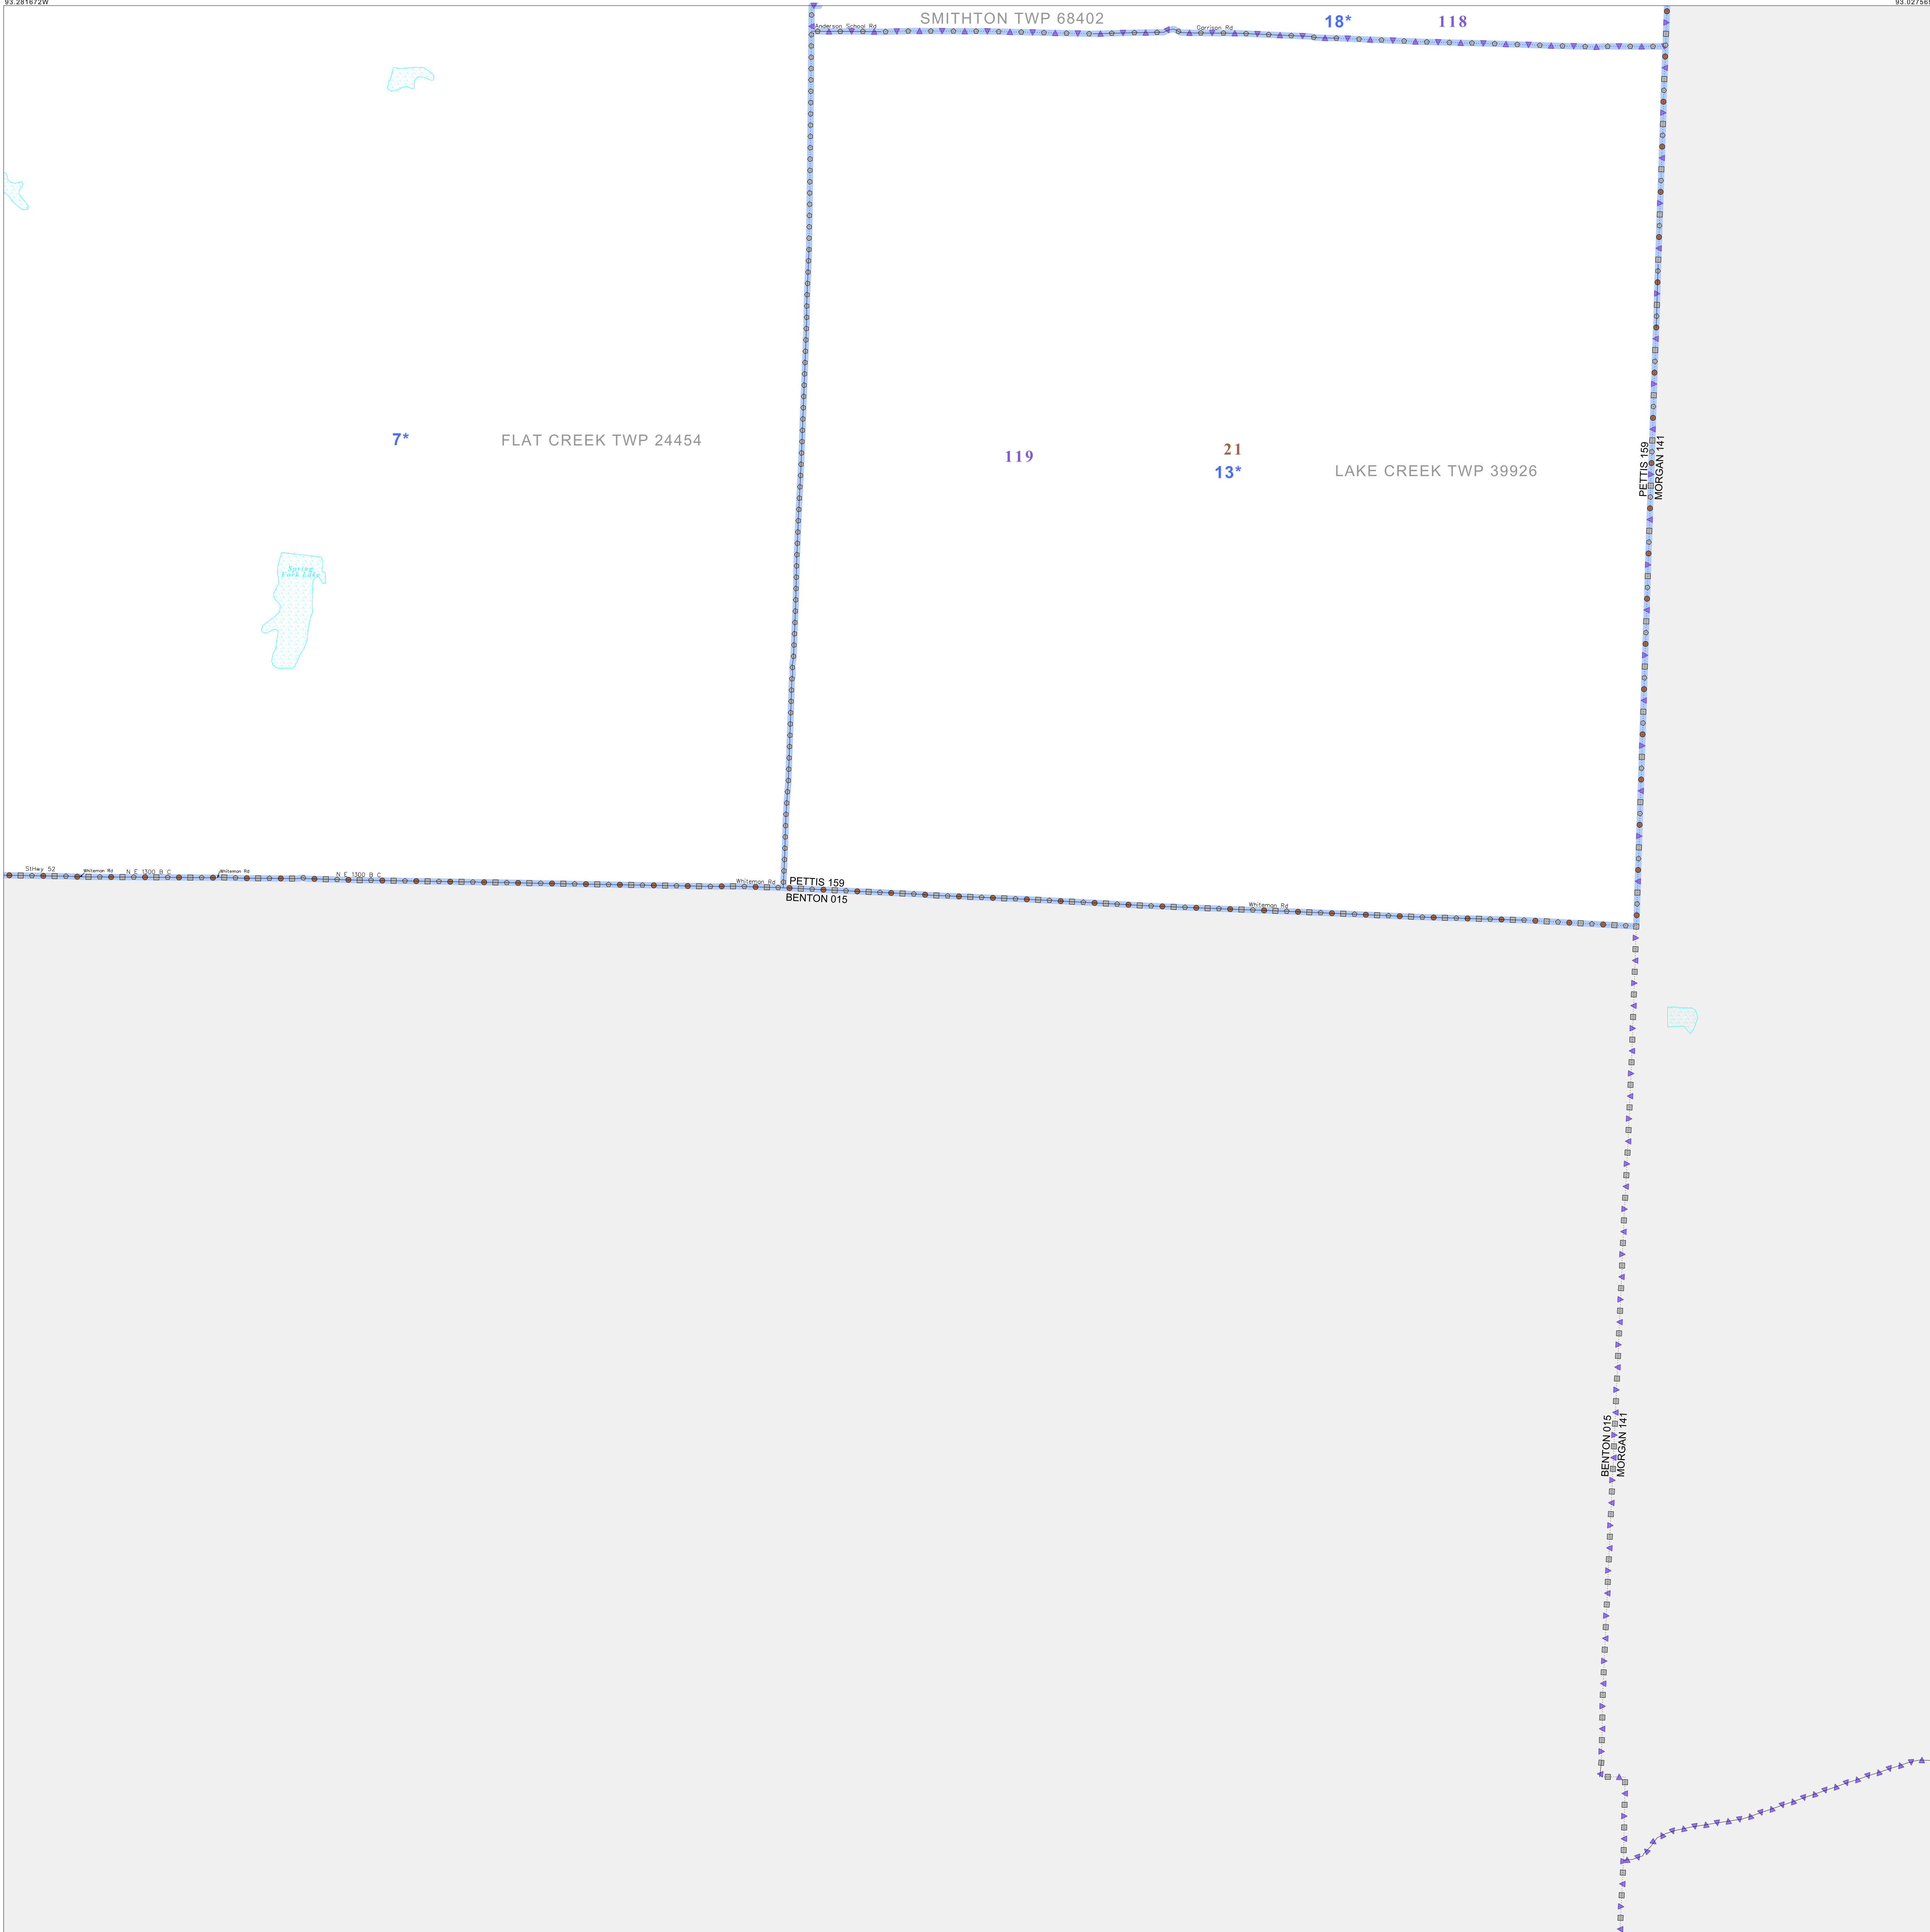 93.281672W
SMITHTON TWP 68402
18*
118
Anderson School Rd
Garrison Rd
7*
FLAT CREEK TWP 24454
119
21
13*
LAKE CREEK TWP 39926
PETTIS 159
MORGAN 141
StHwy 52
Whiteman Rd
N E 1300 B C
Whiteman Rd
N E 1300 B C
Whiteman Rd
PETTIS 159
BENTON 015
Whiteman Rd
BENTON 015
MORGAN 141